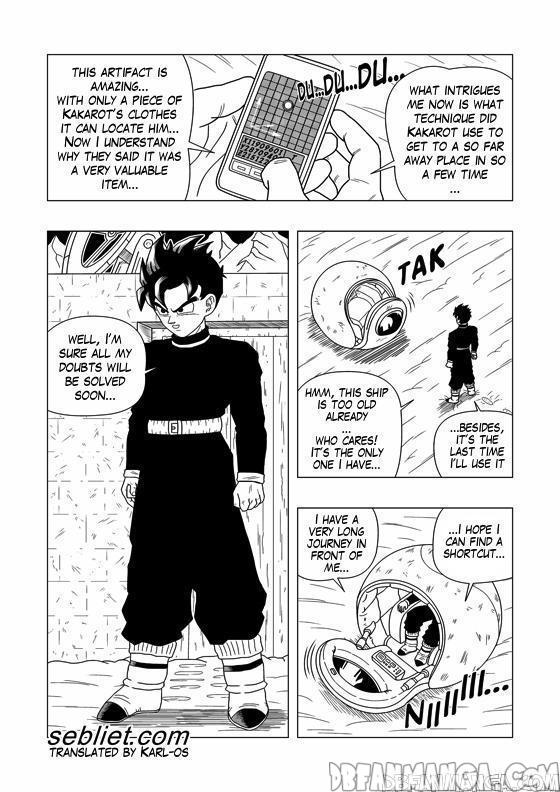 THIS ARTIFACT IS
AMAZING...
WITH ONLY A PIECE OF
KAKAROT'S CLOTHES
IT CAN LOCATE HIM...
NOW I UNDERSTAND
WHY THEY SAID IT WAS
A VERY VALUABLE
ITEM...
DU...DU...DU...
WHAT INTRIGUES
ME NOW IS WHAT
TECHNIQUE DID
KAKAROT USE TO
GET TO A SO FAR
AWAY PLACE IN SO
A FEW TIME
...
WELL, I'M
SURE ALL MY
DOUBTS WILL
BE SOLVED
SOON...
TAK
HMM, THIS SHIP
IS TOO OLD
ALREADY
...
WHO CARES!
IT'S THE ONLY
ONE I HAVE...
...BESIDES,
IT'S THE
LAST TIME
I'LL USE IT
I HAVE A
VERY LONG
JOURNEY IN
FRONT OF
ME...
...I HOPE I
CAN FIND A
SHORTCUT...
NIIIIII...
sebliet.com
TRANSLATED BY KARL-OS
DBFANMANGA.COM